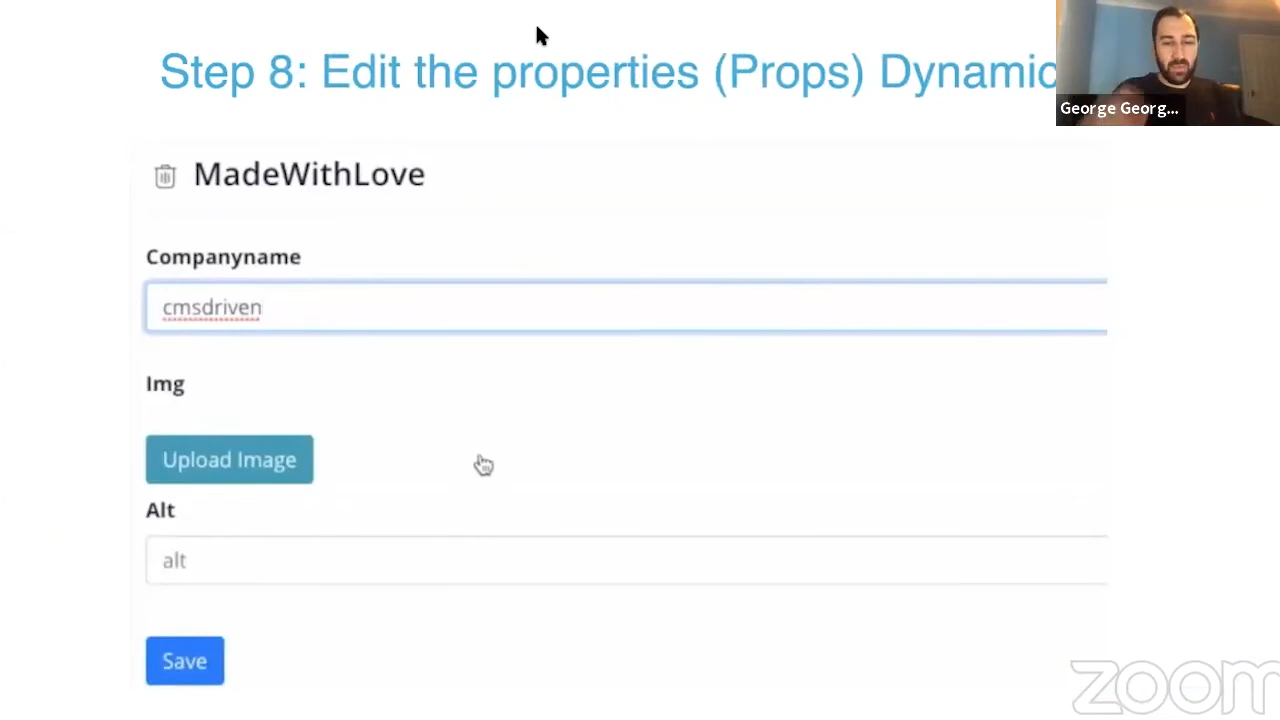 Step 8: Edit the properties (Props) Dynamic
George Georg...
MadeWithLove
Companyname
cmsdriven
Img
Upload Image
Alt
alt
Save
zoom